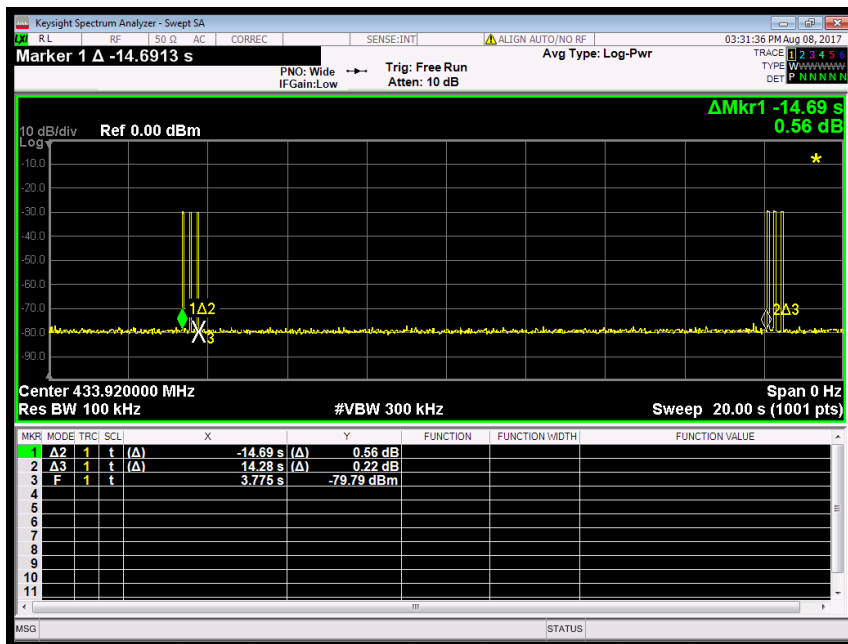 Keysight Spectrum Analyzer - Swept SA
LXI RL RF 50 Ω AC CORREC SENSE:INT ALIGN AUTO/NO RF 03:31:36 PM Aug 08, 2017
Marker 1 Δ -14.6913 s Avg Type: Log-Pwr TRACE 1 2 3 4 5 6
PNO: Wide Trig: Free Run TYPE WWWWWW
IFGain:Low Atten: 10 dB DET P N N N N N
ΔMkr1 -14.69 s
0.56 dB
10 dB/div Ref 0.00 dBm
Log
-10.0
-20.0
-30.0
-40.0
-50.0
-60.0
-70.0
1Δ2 2Δ3
-80.0
3
-90.0
Center 433.920000 MHz Span 0 Hz
Res BW 100 kHz #VBW 300 kHz Sweep 20.00 s (1001 pts)
MKR MODE TRC SCL X Y FUNCTION FUNCTION WIDTH FUNCTION VALUE
1 Δ2 1 t (Δ) -14.69 s (Δ) 0.56 dB
2 Δ3 1 t (Δ) 14.28 s (Δ) 0.22 dB
3 F 1 t 3.775 s -79.79 dBm
4
5
6
7
8
9
10
11
MSG STATUS